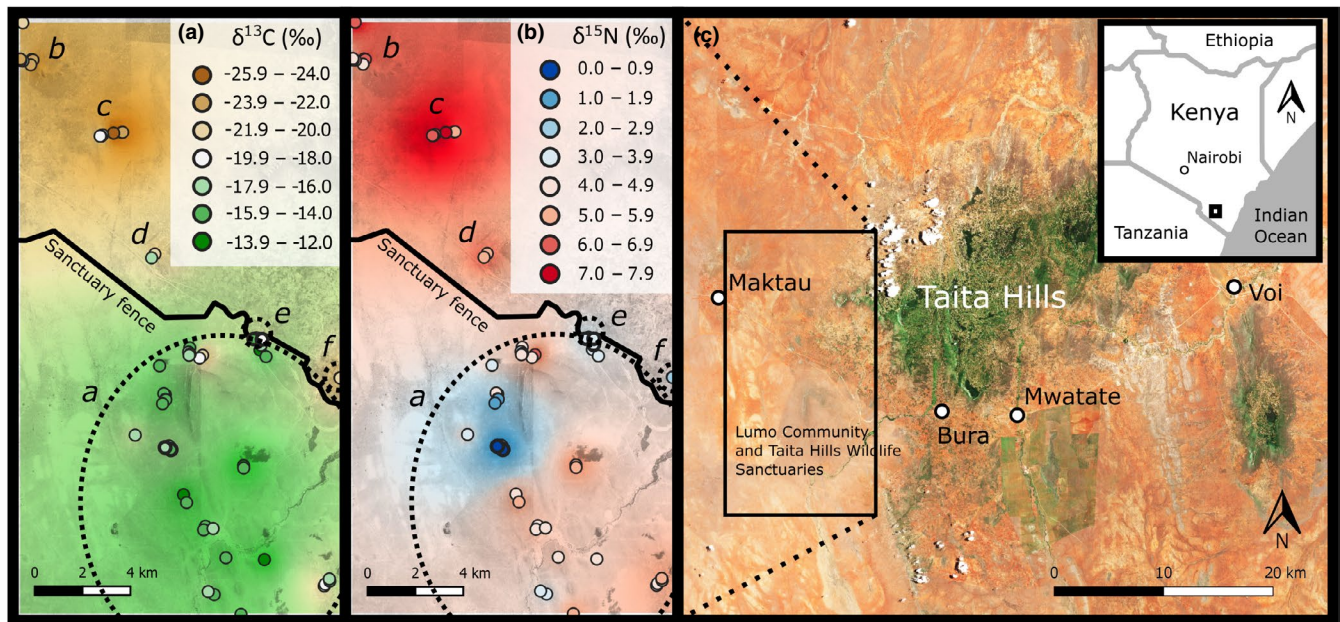 (a)
δ¹³C (‰)
-25.9 – -24.0
-23.9 – -22.0
-21.9 – -20.0
-19.9 – -18.0
-17.9 – -16.0
-15.9 – -14.0
-13.9 – -12.0
b
c
d
Sanctuary fence
e
f
a
0 2 4 km
(b)
δ¹⁵N (‰)
0.0 – 0.9
1.0 – 1.9
2.0 – 2.9
3.0 – 3.9
4.0 – 4.9
5.0 – 5.9
6.0 – 6.9
7.0 – 7.9
b
c
d
Sanctuary fence
e
f
a
0 2 4 km
(c)
Ethiopia
Kenya
N
Nairobi
Tanzania
Indian
Ocean
Maktau
Taita Hills
Voi
Bura
Mwatate
Lumo Community
and Taita Hills Wildlife
Sanctuaries
N
0 10 20 km